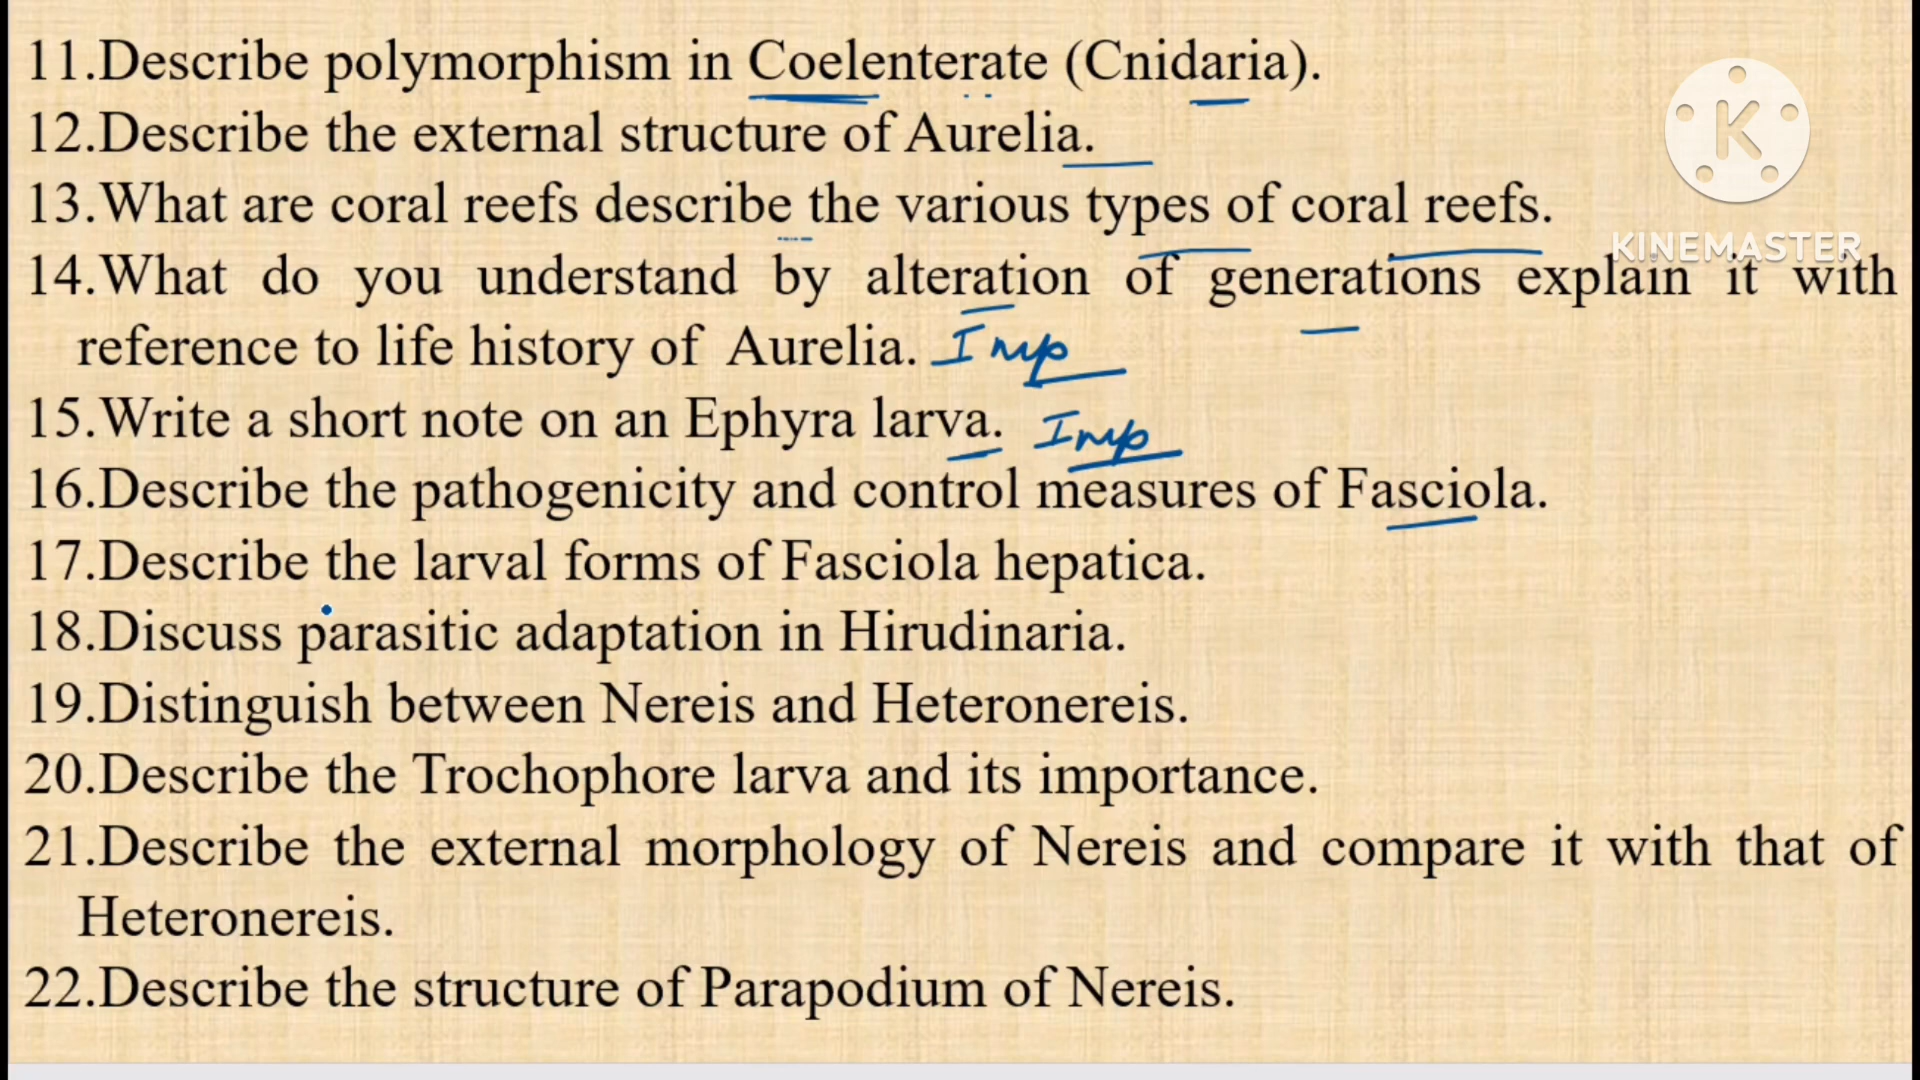 11.Describe polymorphism in Coelenterate (Cnidaria).
12.Describe the external structure of Aurelia.
13.What are coral reefs describe the various types of coral reefs.
KINEMASTER
14.What do you understand by alteration of generations explain it with
reference to life history of Aurelia. Imp
15.Write a short note on an Ephyra larva. Imp
16.Describe the pathogenicity and control measures of Fasciola.
17.Describe the larval forms of Fasciola hepatica.
18.Discuss parasitic adaptation in Hirudinaria.
19.Distinguish between Nereis and Heteronereis.
20.Describe the Trochophore larva and its importance.
21.Describe the external morphology of Nereis and compare it with that of
Heteronereis.
22.Describe the structure of Parapodium of Nereis.